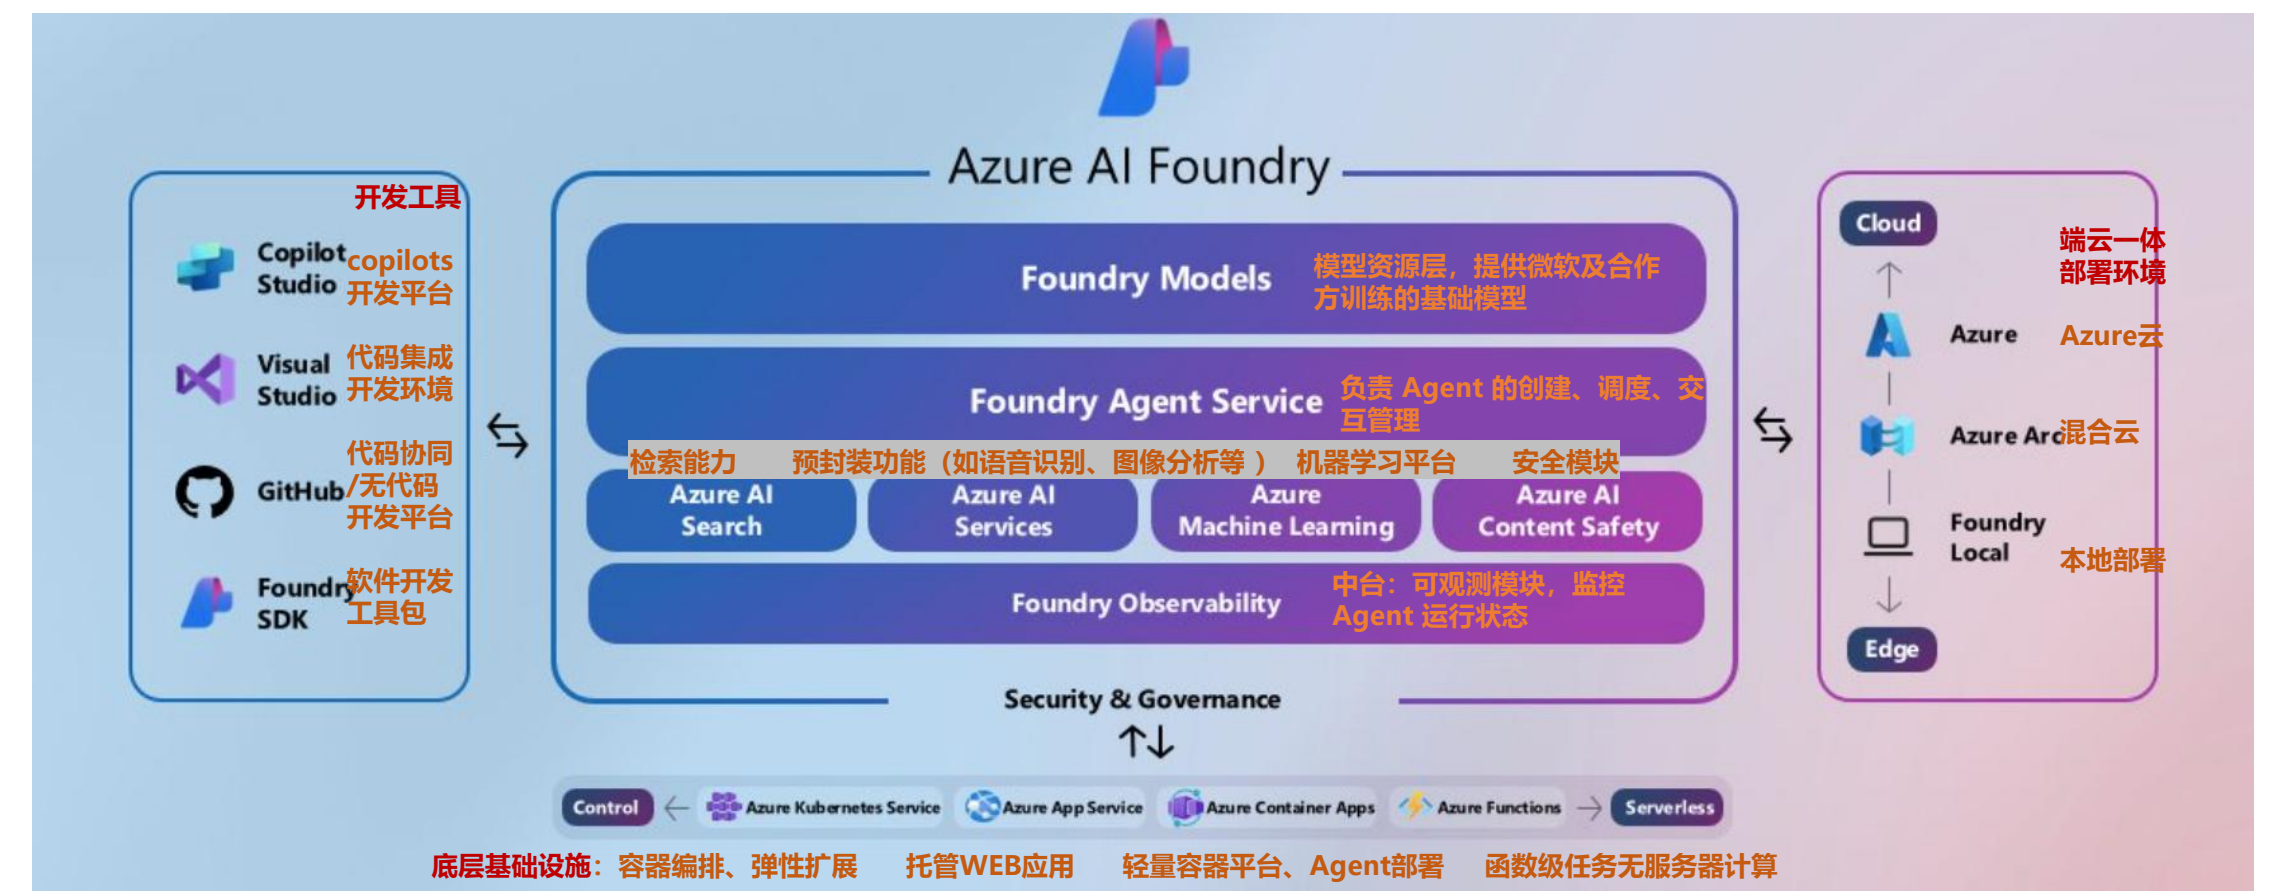 Azure AI Foundry
开发工具
Copilot
Studio
copilots
开发平台
Visual
Studio
代码集成
开发环境
GitHub
代码协同
/无代码
开发平台
Foundry
SDK
软件开发
工具包
Foundry Models
模型资源层，提供微软及合作
方训练的基础模型
Foundry Agent Service
负责 Agent 的创建、调度、交
互管理
检索能力 预封装功能（如语音识别、图像分析等 ） 机器学习平台 安全模块
Azure AI
Search
Azure AI
Services
Azure
Machine Learning
Azure AI
Content Safety
Foundry Observability
中台：可观测模块，监控
Agent 运行状态
Security & Governance
Cloud
端云一体
部署环境
Azure
Azure云
Azure Arc
混合云
Foundry
Local
本地部署
Edge
Control
Azure Kubernetes Service
Azure App Service
Azure Container Apps
Azure Functions
Serverless
底层基础设施：容器编排、弹性扩展 托管WEB应用 轻量容器平台、Agent部署 函数级任务无服务器计算